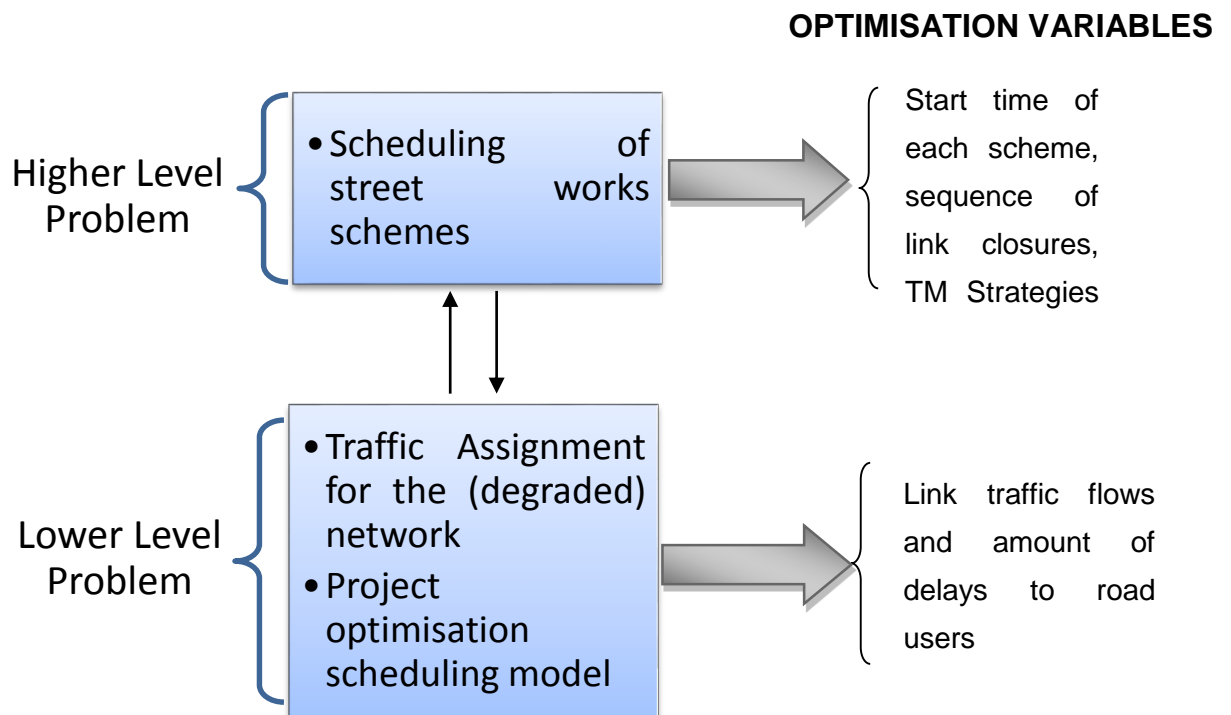 OPTIMISATION VARIABLES
Higher Level
Problem
•Scheduling of
street works
schemes
Start time of
each scheme,
sequence of
link closures,
TM Strategies
Lower Level
Problem
•Traffic Assignment
for the (degraded)
network
•Project
optimisation
scheduling model
Link traffic flows
and amount of
delays to road
users